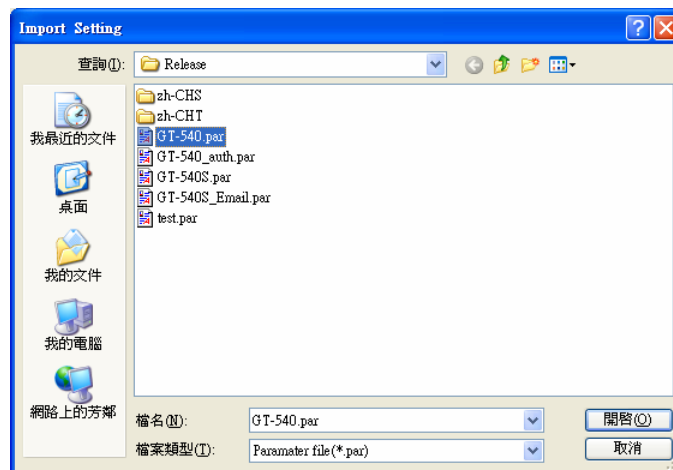 Import Setting
查詢(I):
Release
我最近的文件
桌面
我的文件
我的電腦
網路上的芳鄰
zh-CHS
zh-CHT
GT-540.par
GT-540_auth.par
GT-540S.par
GT-540S_Email.par
test.par
檔名(N):
GT-540.par
開啓(O)
檔案類型(T):
Paramater file(*.par)
取消